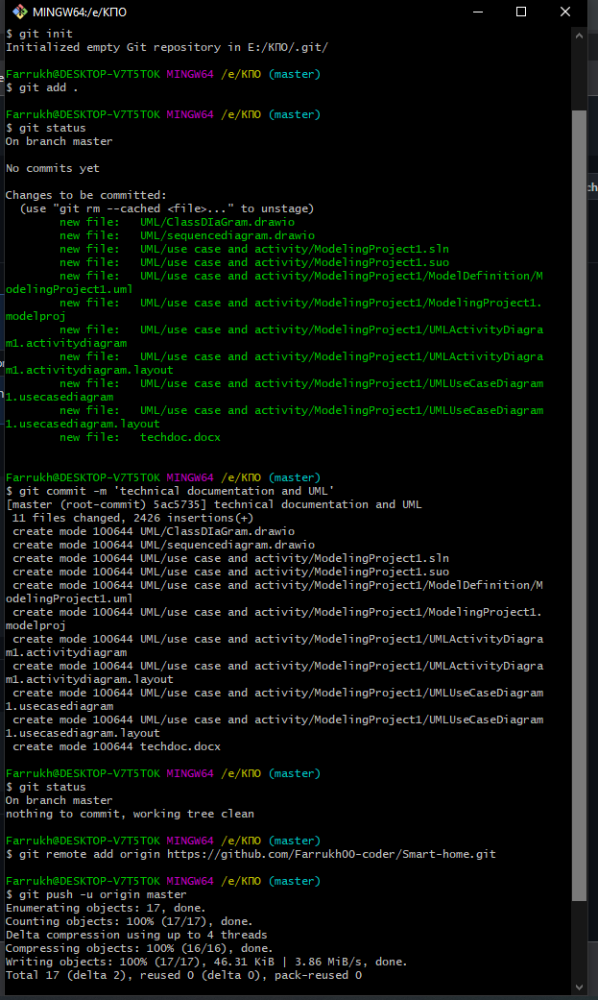 MINGW64:/e/КПО
$ git init
Initialized empty Git repository in E:/КПО/.git/
Farrukh@DESKTOP-V7T5TOK MINGW64 /e/КПО (master)
$ git add .
Farrukh@DESKTOP-V7T5TOK MINGW64 /e/КПО (master)
$ git status
On branch master
No commits yet
Changes to be committed:
  (use "git rm --cached <file>..." to unstage)
        new file:   UML/ClassDIaGram.drawio
        new file:   UML/sequencediagram.drawio
        new file:   UML/use case and activity/ModelingProject1.sln
        new file:   UML/use case and activity/ModelingProject1.suo
        new file:   UML/use case and activity/ModelingProject1/ModelDefinition/M
odelingProject1.uml
        new file:   UML/use case and activity/ModelingProject1/ModelingProject1.
modelproj
        new file:   UML/use case and activity/ModelingProject1/UMLActivityDiagra
m1.activitydiagram
        new file:   UML/use case and activity/ModelingProject1/UMLActivityDiagra
m1.activitydiagram.layout
        new file:   UML/use case and activity/ModelingProject1/UMLUseCaseDiagram
1.usecasediagram
        new file:   UML/use case and activity/ModelingProject1/UMLUseCaseDiagram
1.usecasediagram.layout
        new file:   techdoc.docx
Farrukh@DESKTOP-V7T5TOK MINGW64 /e/КПО (master)
$ git commit -m 'technical documentation and UML'
[master (root-commit) 5ac5735] technical documentation and UML
 11 files changed, 2426 insertions(+)
 create mode 100644 UML/ClassDIaGram.drawio
 create mode 100644 UML/sequencediagram.drawio
 create mode 100644 UML/use case and activity/ModelingProject1.sln
 create mode 100644 UML/use case and activity/ModelingProject1.suo
 create mode 100644 UML/use case and activity/ModelingProject1/ModelDefinition/M
odelingProject1.uml
 create mode 100644 UML/use case and activity/ModelingProject1/ModelingProject1.
modelproj
 create mode 100644 UML/use case and activity/ModelingProject1/UMLActivityDiagra
m1.activitydiagram
 create mode 100644 UML/use case and activity/ModelingProject1/UMLActivityDiagra
m1.activitydiagram.layout
 create mode 100644 UML/use case and activity/ModelingProject1/UMLUseCaseDiagram
1.usecasediagram
 create mode 100644 UML/use case and activity/ModelingProject1/UMLUseCaseDiagram
1.usecasediagram.layout
 create mode 100644 techdoc.docx
Farrukh@DESKTOP-V7T5TOK MINGW64 /e/КПО (master)
$ git status
On branch master
nothing to commit, working tree clean
Farrukh@DESKTOP-V7T5TOK MINGW64 /e/КПО (master)
$ git remote add origin https://github.com/Farrukh00-coder/Smart-home.git
Farrukh@DESKTOP-V7T5TOK MINGW64 /e/КПО (master)
$ git push -u origin master
Enumerating objects: 17, done.
Counting objects: 100% (17/17), done.
Delta compression using up to 4 threads
Compressing objects: 100% (16/16), done.
Writing objects: 100% (17/17), 46.31 KiB | 3.86 MiB/s, done.
Total 17 (delta 2), reused 0 (delta 0), pack-reused 0